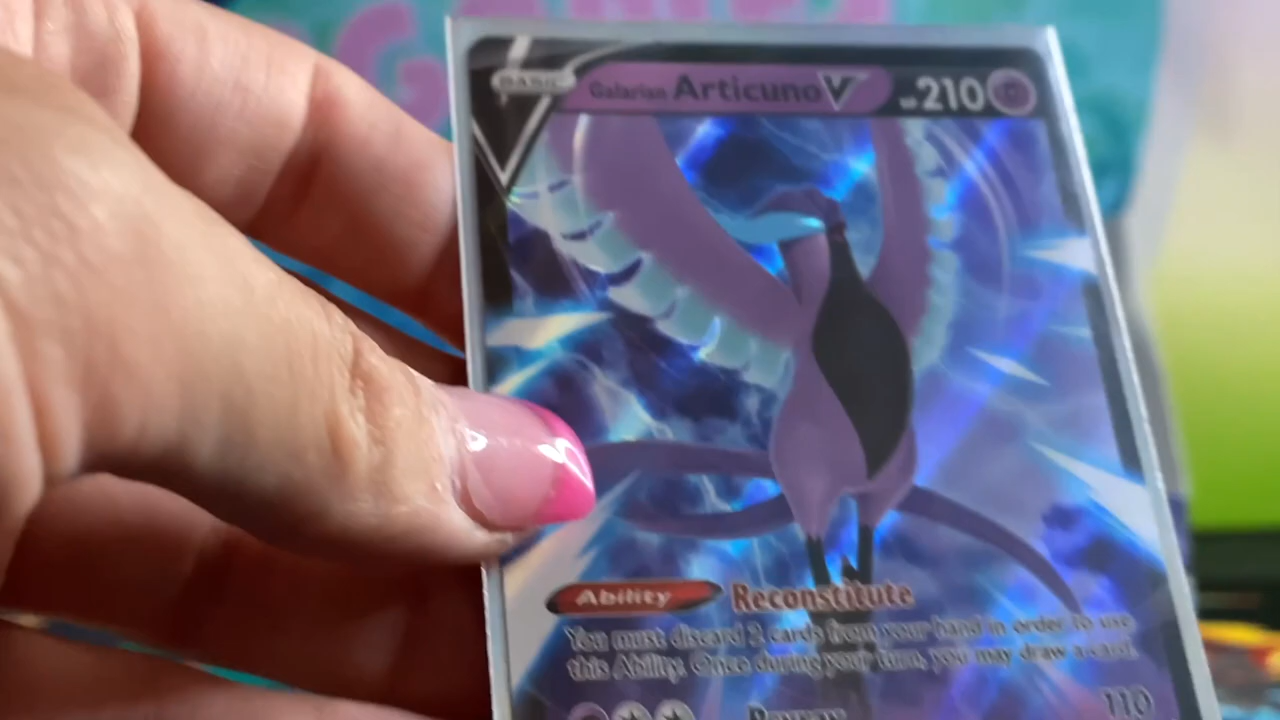 BASIC Galarian Articuno V HP 210
Ability Reconstitute
You must discard 2 cards from your hand in order to use
this Ability. Once during your turn, you may draw a card.
110